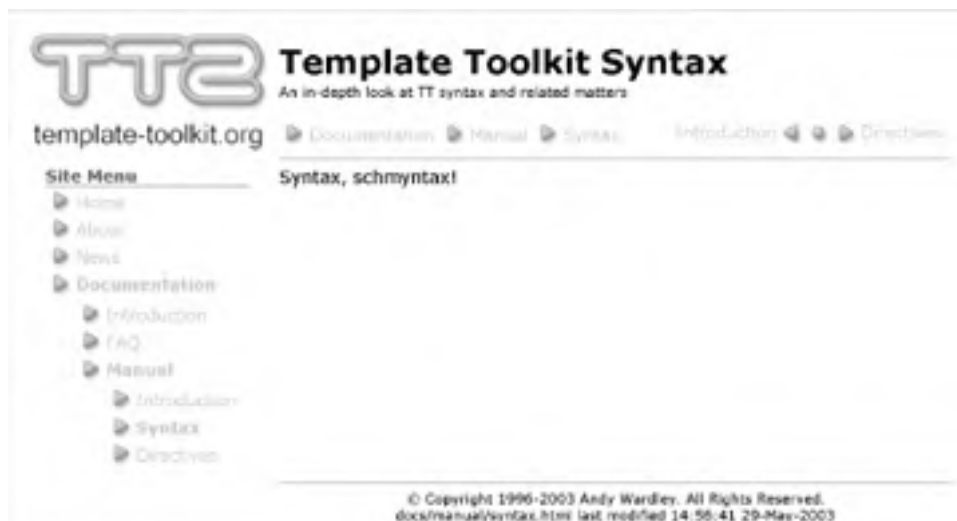 TT2
template-toolkit.org
Template Toolkit Syntax
An in-depth look at TT syntax and related matters
Documentation Manual Syntax Introduction Directives
Site Menu
Home
About
News
Documentation
Introduction
FAQ
Manual
Introduction
Syntax
Directives
Syntax, schmyntax!
© Copyright 1996-2003 Andy Wardley. All Rights Reserved.
docs/manual/syntax.html last modified 14:56:41 29-May-2003